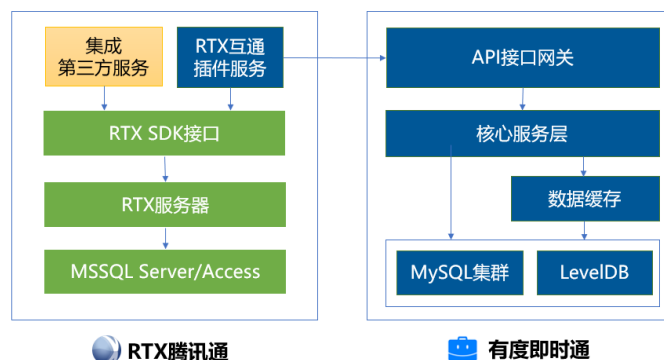 集成
第三方服务
RTX互通
插件服务
RTX SDK接口
RTX服务器
MSSQL Server/Access
RTX腾讯通
API接口网关
核心服务层
数据缓存
MySQL集群
LevelDB
有度即时通